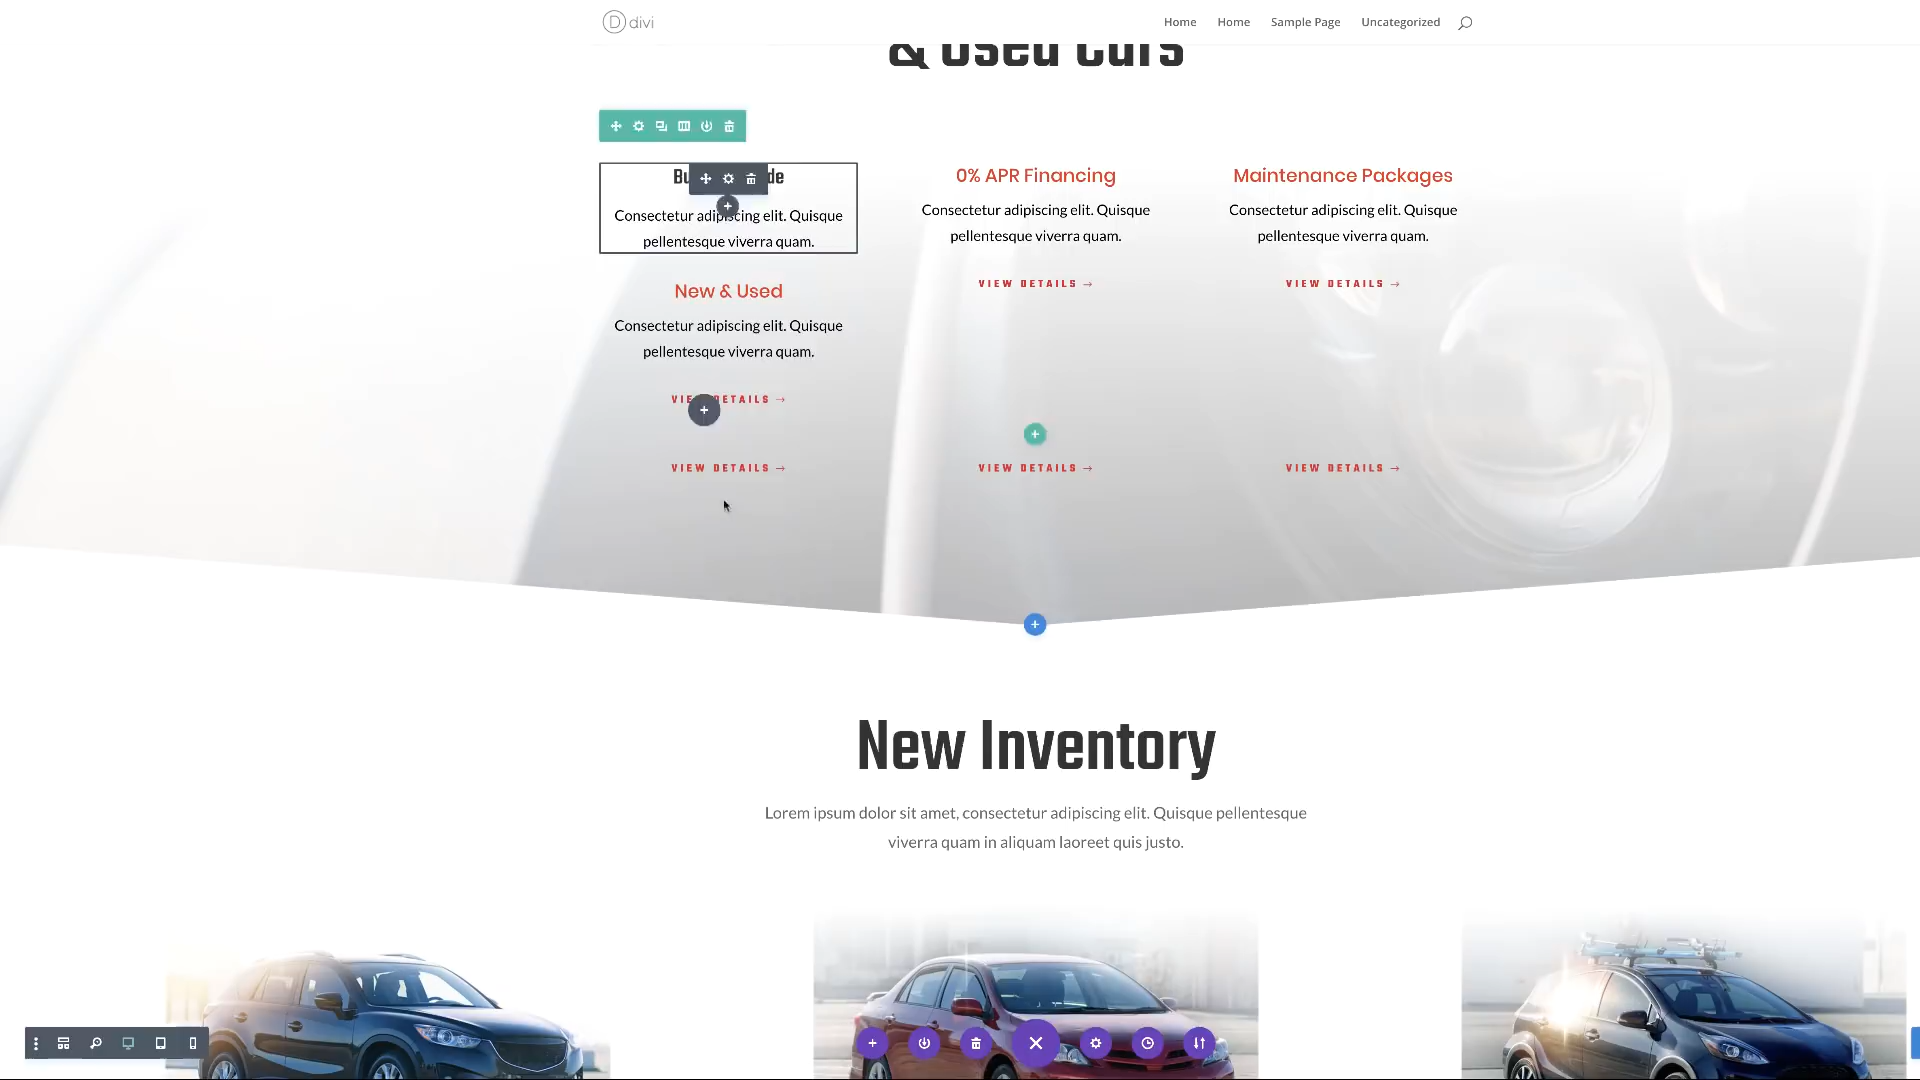 divi
Home
Home
Sample Page
Uncategorized
& Used Cars
0% APR Financing
Maintenance Packages
Consectetur adipiscing elit. Quisque
pellentesque viverra quam.
Consectetur adipiscing elit. Quisque
pellentesque viverra quam.
Consectetur adipiscing elit. Quisque
pellentesque viverra quam.
VIEW DETAILS →
VIEW DETAILS →
New & Used
Consectetur adipiscing elit. Quisque
pellentesque viverra quam.
VIEW DETAILS →
VIEW DETAILS →
VIEW DETAILS →
VIEW DETAILS →
New Inventory
Lorem ipsum dolor sit amet, consectetur adipiscing elit. Quisque pellentesque
viverra quam in aliquam laoreet quis justo.